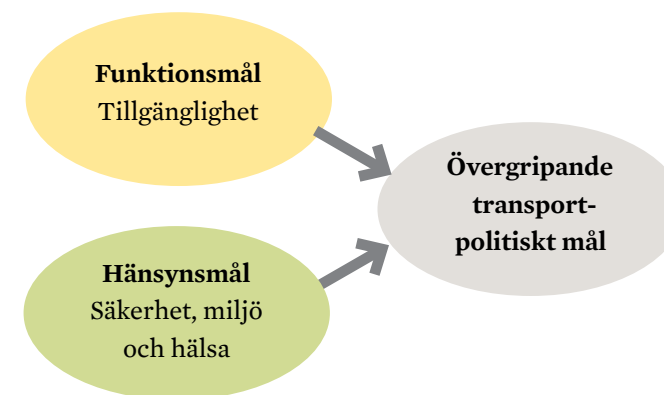 Funktionsmål
Tillgänglighet
Övergripande
transport-
politiskt mål
Hänsynsmål
Säkerhet, miljö
och hälsa